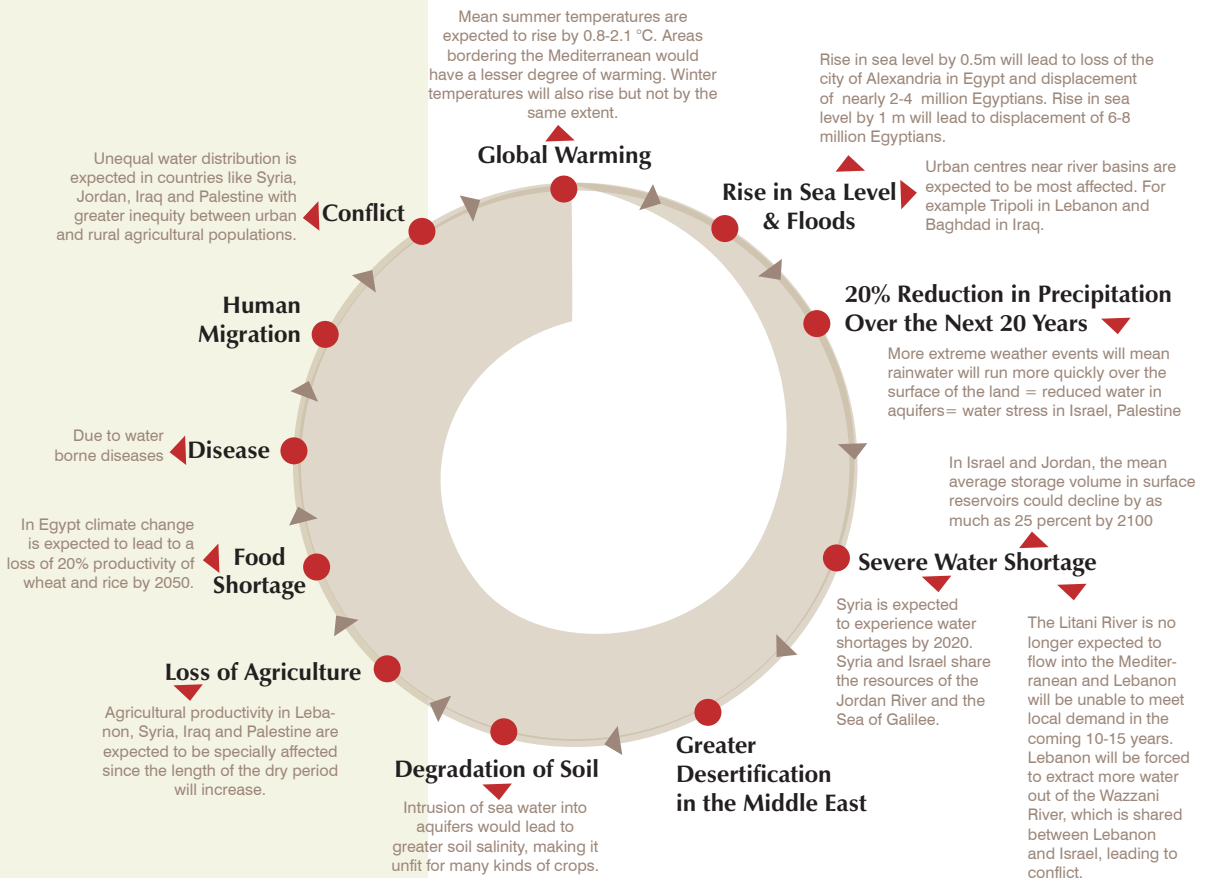 Mean summer temperatures are
expected to rise by 0.8-2.1 °C. Areas
bordering the Mediterranean would
have a lesser degree of warming. Winter
temperatures will also rise but not by the
same extent.
Global Warming
Rise in sea level by 0.5m will lead to loss of the
city of Alexandria in Egypt and displacement
of nearly 2-4 million Egyptians. Rise in sea
level by 1 m will lead to displacement of 6-8
million Egyptians.
Rise in Sea Level
& Floods
Urban centres near river basins are
expected to be most affected. For
example Tripoli in Lebanon and
Baghdad in Iraq.
20% Reduction in Precipitation
Over the Next 20 Years
More extreme weather events will mean
rainwater will run more quickly over the
surface of the land = reduced water in
aquifers= water stress in Israel, Palestine
In Israel and Jordan, the mean
average storage volume in surface
reservoirs could decline by as
much as 25 percent by 2100
Severe Water Shortage
Syria is expected
to experience water
shortages by 2020.
Syria and Israel share
the resources of the
Jordan River and the
Sea of Galilee.
The Litani River is no
longer expected to
flow into the Mediter-
ranean and Lebanon
will be unable to meet
local demand in the
coming 10-15 years.
Lebanon will be forced
to extract more water
out of the Wazzani
River, which is shared
between Lebanon
and Israel, leading to
conflict.
Greater
Desertification
in the Middle East
Degradation of Soil
Intrusion of sea water into
aquifers would lead to
greater soil salinity, making it
unfit for many kinds of crops.
Loss of Agriculture
Agricultural productivity in Leba-
non, Syria, Iraq and Palestine are
expected to be specially affected
since the length of the dry period
will increase.
Food
Shortage
In Egypt climate change
is expected to lead to a
loss of 20% productivity of
wheat and rice by 2050.
Disease
Due to water
borne diseases
Human
Migration
Conflict
Unequal water distribution is
expected in countries like Syria,
Jordan, Iraq and Palestine with
greater inequity between urban
and rural agricultural populations.